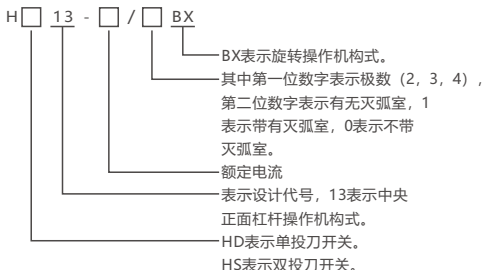 H□ 13 - □ / □ BX
BX表示旋转操作机构式。
其中第一位数字表示极数（2，3，4），
第二位数字表示有无灭弧室，1
表示带有灭弧室，0表示不带
灭弧室。
额定电流
表示设计代号，13表示中央
正面杠杆操作机构式。
HD表示单投刀开关。
HS表示双投刀开关。